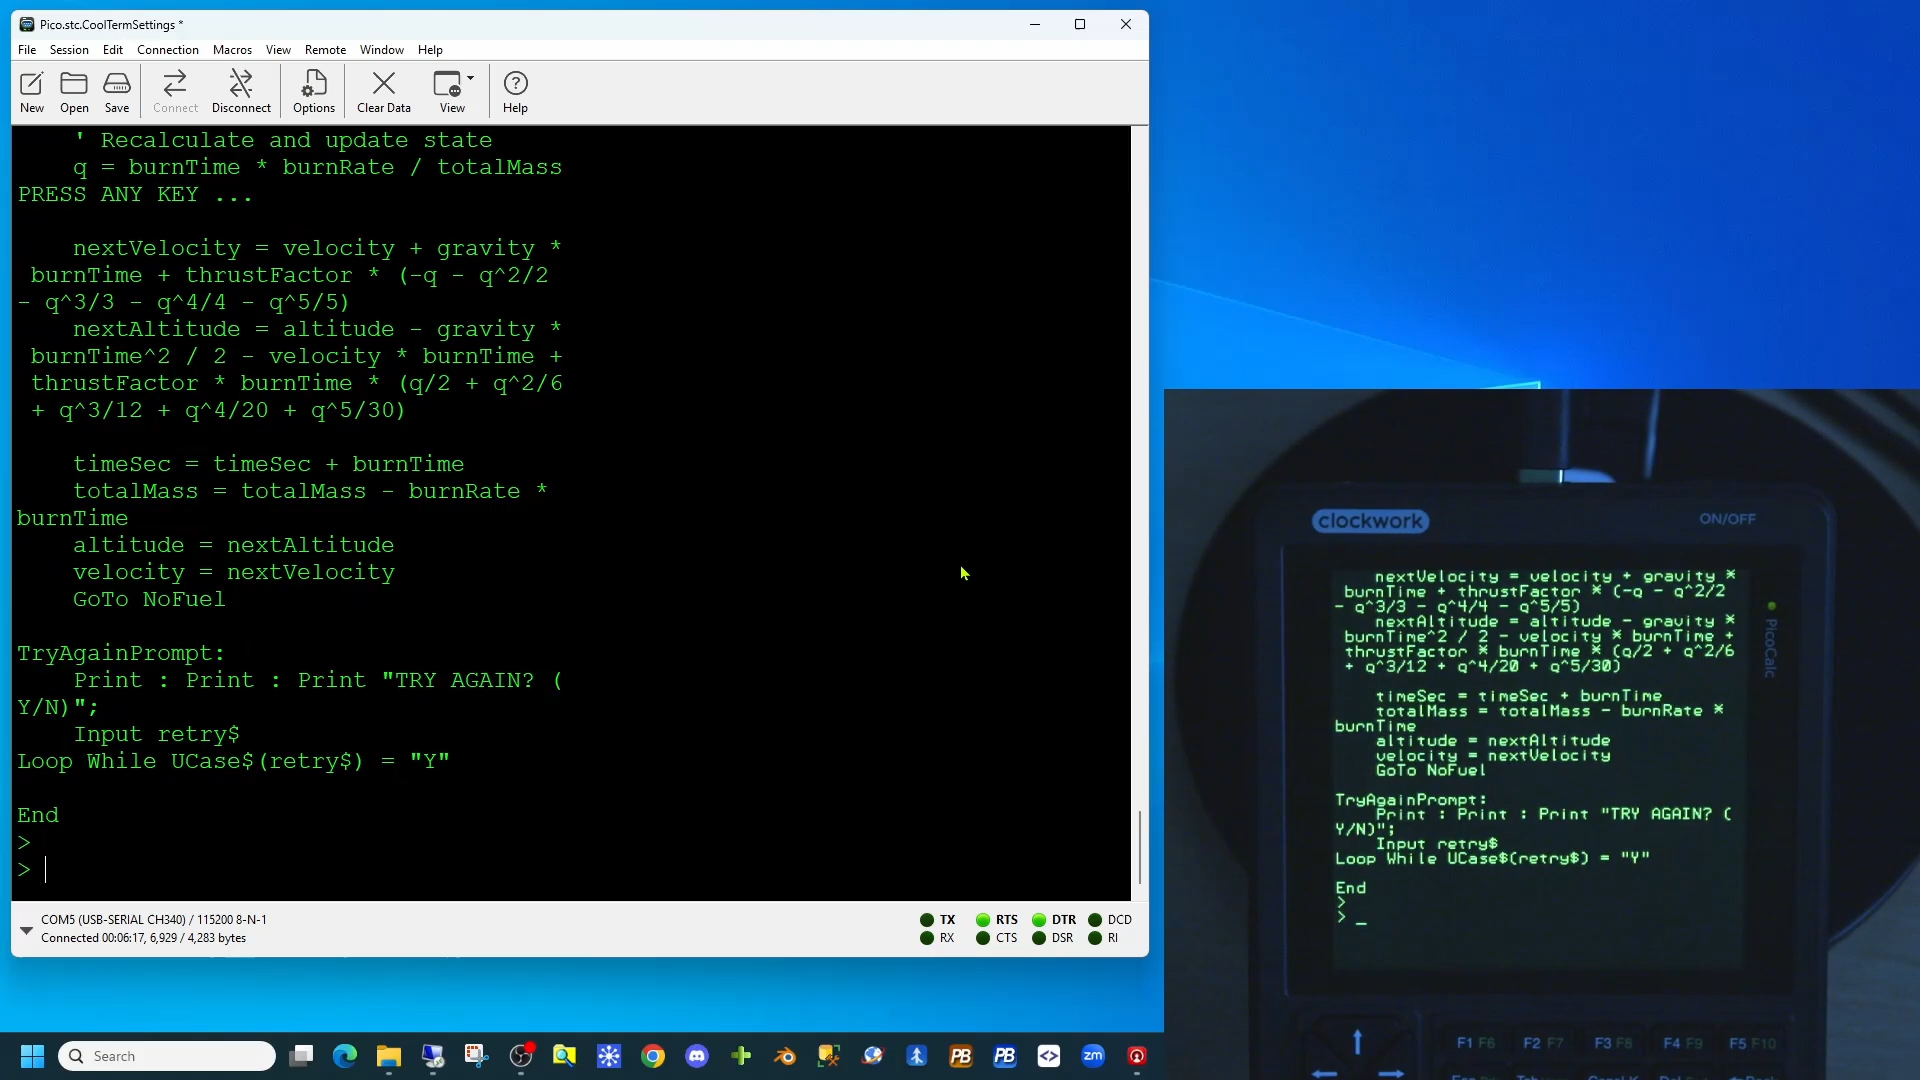 Pico.stc.CoolTermSettings *
File Session Edit Connection Macros View Remote Window Help
New Open Save Connect Disconnect Options Clear Data View Help
' Recalculate and update state
q = burnTime * burnRate / totalMass
PRESS ANY KEY ...
nextVelocity = velocity + gravity *
burnTime + thrustFactor * (-q - q^2/2
- q^3/3 - q^4/4 - q^5/5)
nextAltitude = altitude - gravity *
burnTime^2 / 2 - velocity * burnTime +
thrustFactor * burnTime * (q/2 + q^2/6
+ q^3/12 + q^4/20 + q^5/30)
timeSec = timeSec + burnTime
totalMass = totalMass - burnRate *
burnTime
altitude = nextAltitude
velocity = nextVelocity
GoTo NoFuel
TryAgainPrompt:
Print : Print : Print "TRY AGAIN? (
Y/N)";
Input retry$
Loop While UCase$(retry$) = "Y"
End
>
>
COM5 (USB-SERIAL CH340) / 115200 8-N-1
Connected 00:06:17, 6,929 / 4,283 bytes
TX RTS DTR DCD
RX CTS DSR RI
Search
PB PB zm
clockwork
ON/OFF
PicoCalc
nextVelocity = velocity + gravity *
burnTime + thrustFactor * (-q - q^2/2
- q^3/3 - q^4/4 - q^5/5)
nextAltitude = altitude - gravity *
burnTime^2 / 2 - velocity * burnTime +
thrustFactor * burnTime * (q/2 + q^2/6
+ q^3/12 + q^4/20 + q^5/30)
timeSec = timeSec + burnTime
totalMass = totalMass - burnRate *
burnTime
altitude = nextAltitude
velocity = nextVelocity
GoTo NoFuel
TryAgainPrompt:
Print : Print : Print "TRY AGAIN? (
Y/N)";
Input retry$
Loop While UCase$(retry$) = "Y"
End
>
> _
F1 F6 F2 F7 F3 F8 F4 F9 F5 F10